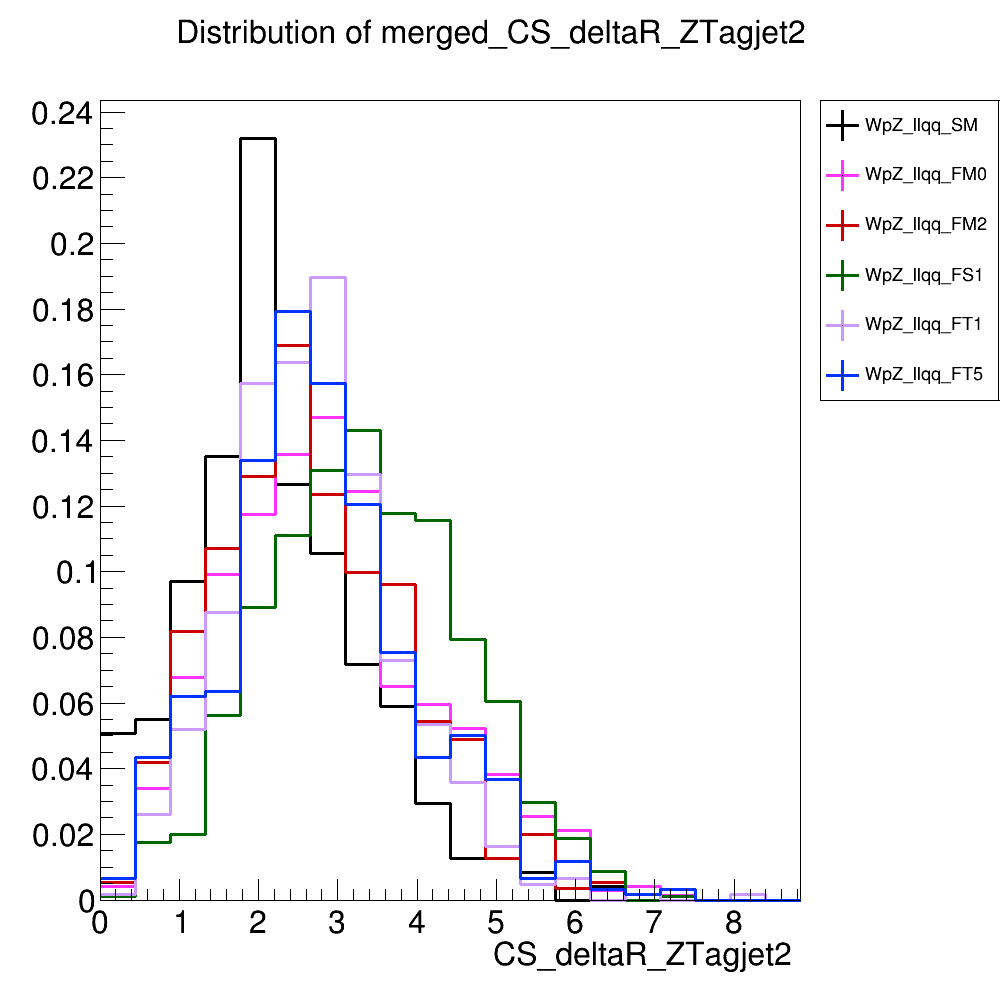 Distribution of merged_CS_deltaR_ZTagjet2
0.24
0.22
0.2
0.18
0.16
0.14
0.12
0.1
0.08
0.06
0.04
0.02
0
0 1 2 3 4 5 6 7 8
CS_deltaR_ZTagjet2
WpZ_llqq_SM
WpZ_llqq_FM0
WpZ_llqq_FM2
WpZ_llqq_FS1
WpZ_llqq_FT1
WpZ_llqq_FT5